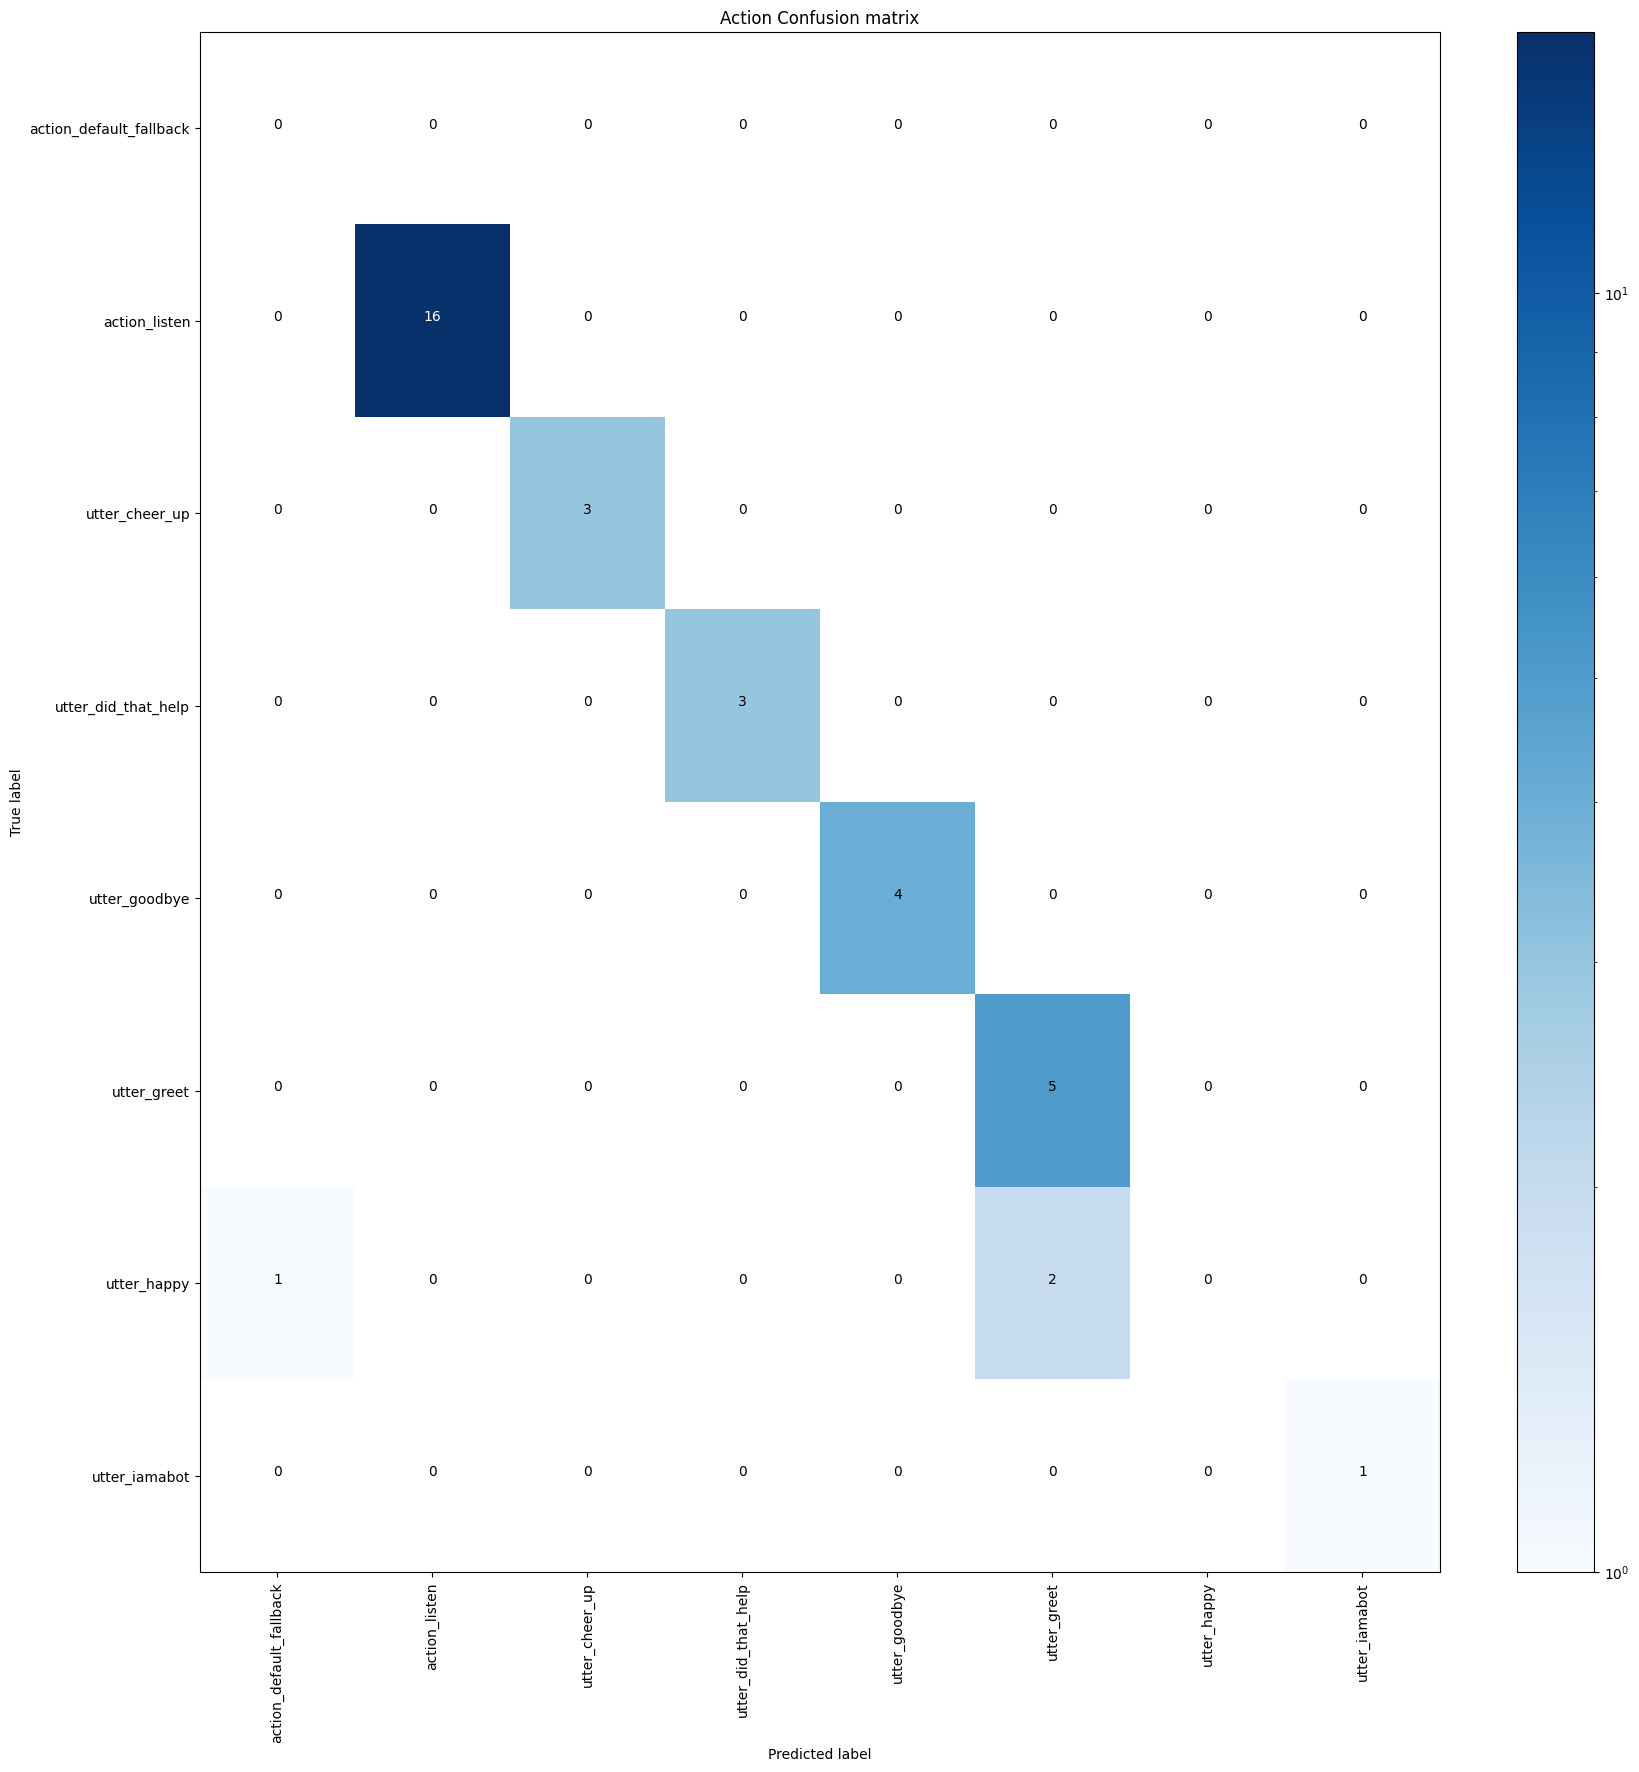 Action Confusion matrix
action_default_fallback 0 0 0 0 0 0 0 0
action_listen 0 16 0 0 0 0 0 0
utter_cheer_up 0 0 3 0 0 0 0 0
utter_did_that_help 0 0 0 3 0 0 0 0
utter_goodbye 0 0 0 0 4 0 0 0
utter_greet 0 0 0 0 0 5 0 0
utter_happy 1 0 0 0 0 2 0 0
utter_iamabot 0 0 0 0 0 0 0 1
True label
action_default_fallback
action_listen
utter_cheer_up
utter_did_that_help
utter_goodbye
utter_greet
utter_happy
utter_iamabot
Predicted label
10¹
10⁰